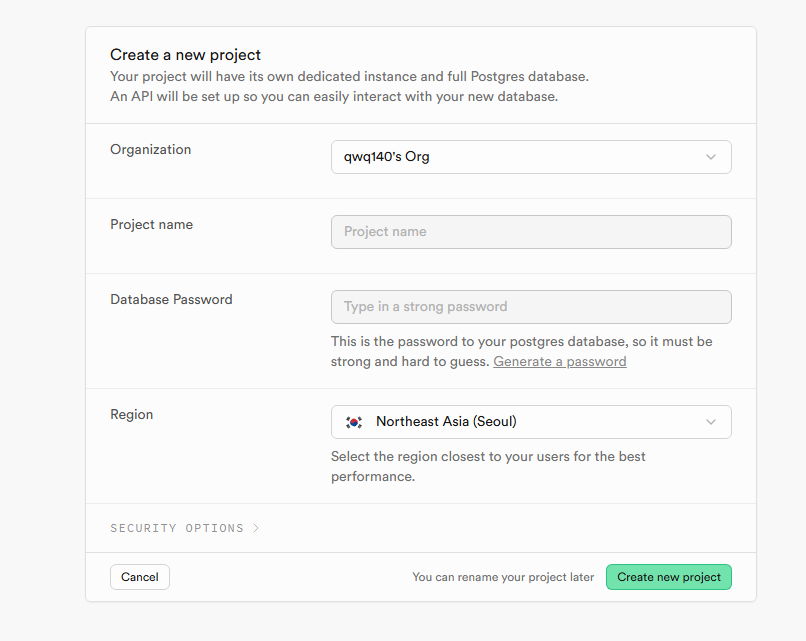 Create a new project
Your project will have its own dedicated instance and full Postgres database.
An API will be set up so you can easily interact with your new database.
Organization
qwq140's Org
Project name
Project name
Database Password
Type in a strong password
This is the password to your postgres database, so it must be
strong and hard to guess. Generate a password
Region
Northeast Asia (Seoul)
Select the region closest to your users for the best
performance.
SECURITY OPTIONS
Cancel
You can rename your project later
Create new project